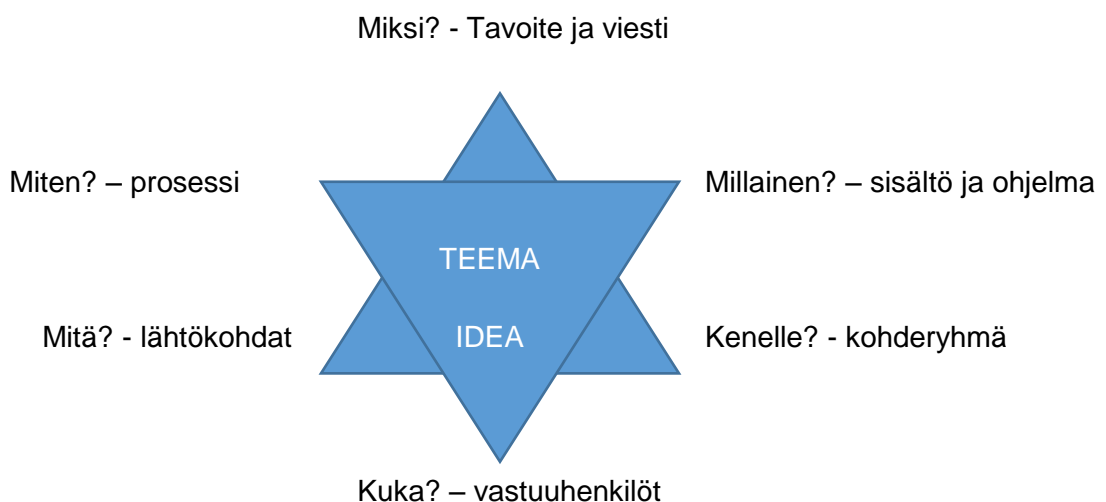 Miksi? - Tavoite ja viesti
Miten? – prosessi
Millainen? – sisältö ja ohjelma
TEEMA
IDEA
Mitä? - lähtökohdat
Kenelle? - kohderyhmä
Kuka? – vastuuhenkilöt